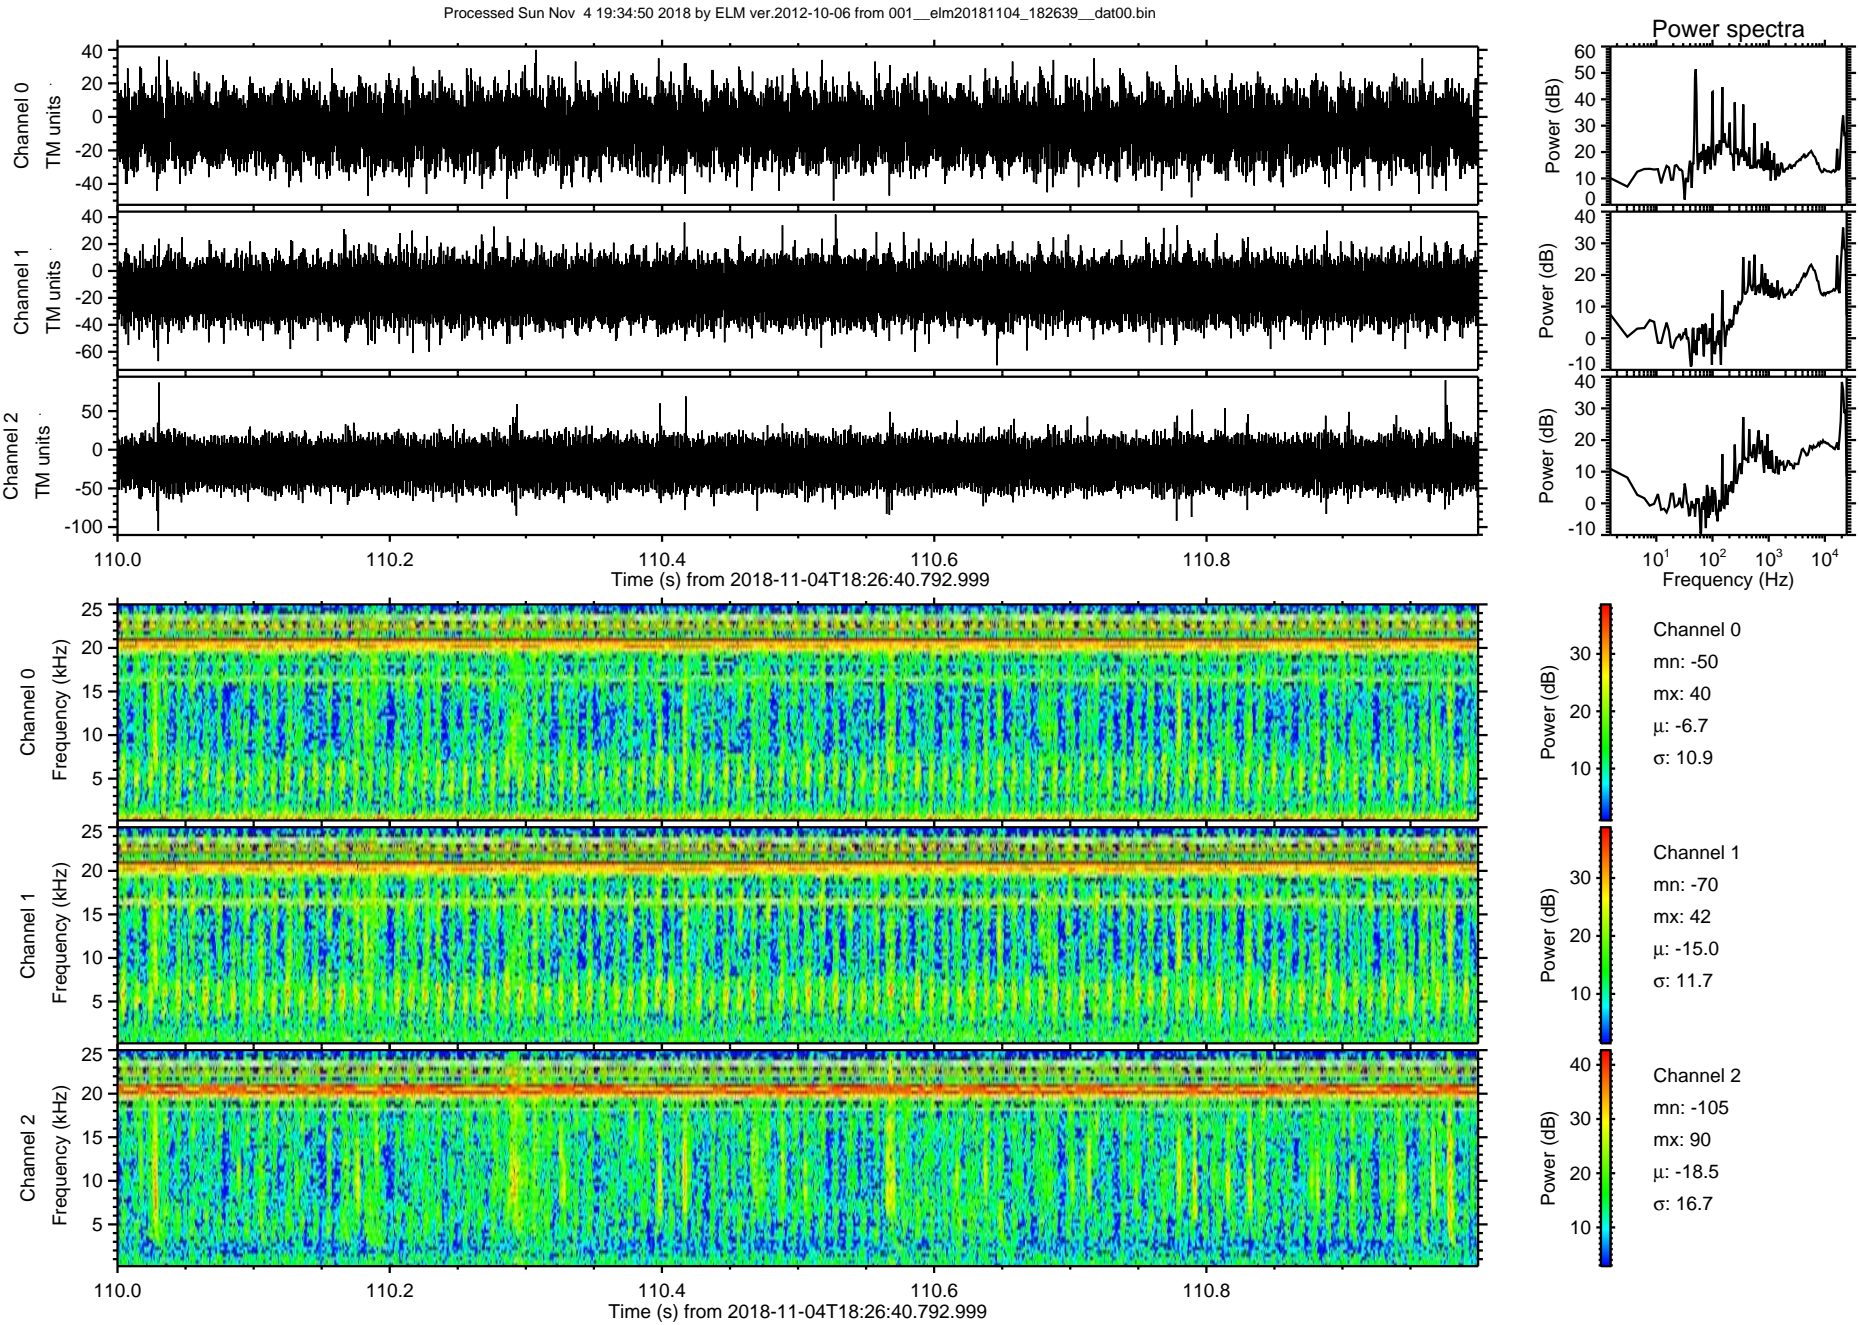 Processed Sun Nov  4 19:34:50 2018 by ELM ver.2012-10-06 from 001__elm20181104_182639__dat00.bin
Power spectra
Channel 0
TM units
40
20
0
-20
-40
Power (dB)
60
50
40
30
20
10
0
Channel 1
TM units
40
20
0
-20
-40
-60
Power (dB)
40
30
20
10
0
-10
Channel 2
TM units
50
0
-50
-100
Power (dB)
40
30
20
10
0
-10
110.0 110.2 110.4 110.6 110.8
Time (s) from 2018-11-04T18:26:40.792.999
10¹ 10² 10³ 10⁴
Frequency (Hz)
Channel 0
Frequency (kHz)
25
20
15
10
5
Power (dB)
30
20
10
Channel 0
mn: -50
mx: 40
μ: -6.7
σ: 10.9
Channel 1
Frequency (kHz)
25
20
15
10
5
Power (dB)
30
20
10
Channel 1
mn: -70
mx: 42
μ: -15.0
σ: 11.7
Channel 2
Frequency (kHz)
25
20
15
10
5
Power (dB)
40
30
20
10
Channel 2
mn: -105
mx: 90
μ: -18.5
σ: 16.7
110.0 110.2 110.4 110.6 110.8
Time (s) from 2018-11-04T18:26:40.792.999